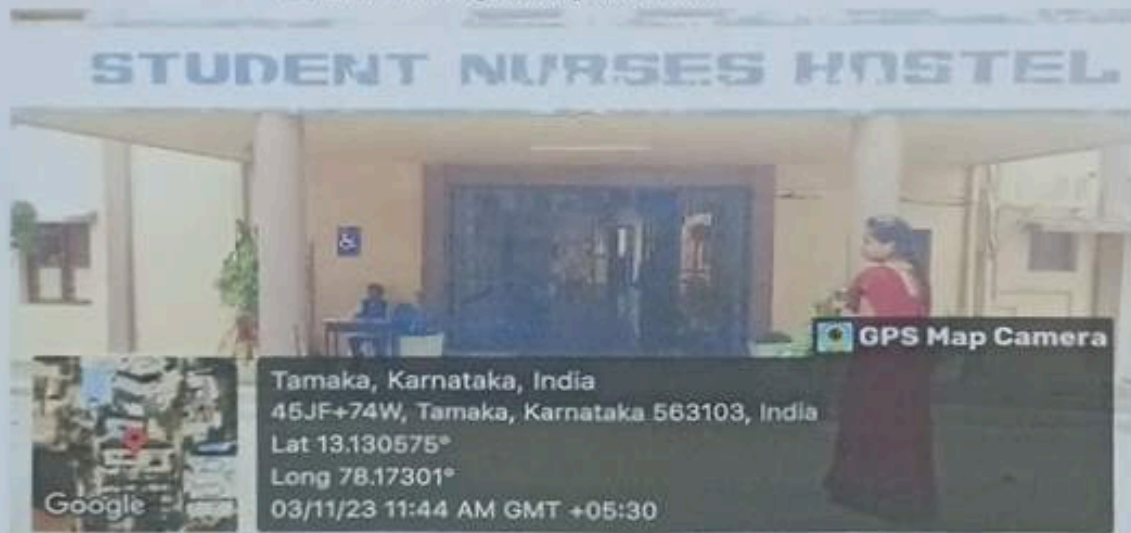 STUDENT NURSES HOSTEL
GPS Map Camera
Tamaka, Karnataka, India
45JF+74W, Tamaka, Karnataka 563103, India
Lat 13.130575°
Long 78.17301°
03/11/23 11:44 AM GMT +05:30
Google